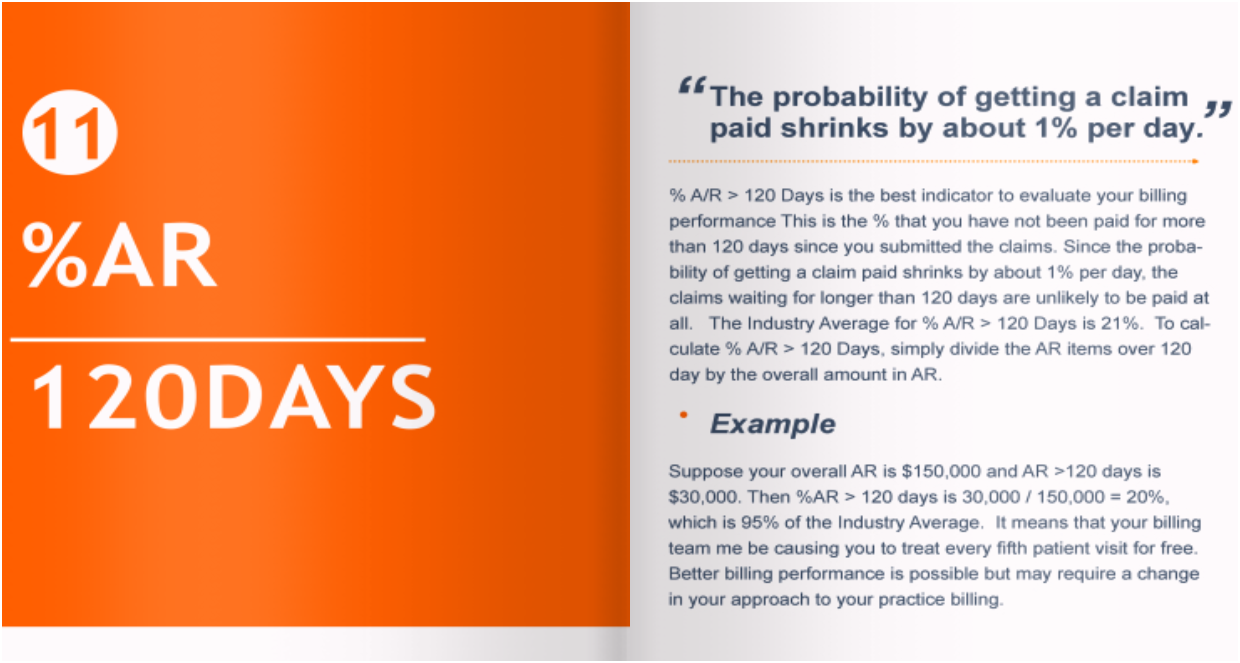 11
%AR
120DAYS
“The probability of getting a claim
paid shrinks by about 1% per day.”
% A/R > 120 Days is the best indicator to evaluate your billing
performance This is the % that you have not been paid for more
than 120 days since you submitted the claims. Since the proba-
bility of getting a claim paid shrinks by about 1% per day, the
claims waiting for longer than 120 days are unlikely to be paid at
all.   The Industry Average for % A/R > 120 Days is 21%.  To cal-
culate % A/R > 120 Days, simply divide the AR items over 120
day by the overall amount in AR.
• Example
Suppose your overall AR is $150,000 and AR >120 days is
$30,000. Then %AR > 120 days is 30,000 / 150,000 = 20%,
which is 95% of the Industry Average.  It means that your billing
team me be causing you to treat every fifth patient visit for free.
Better billing performance is possible but may require a change
in your approach to your practice billing.